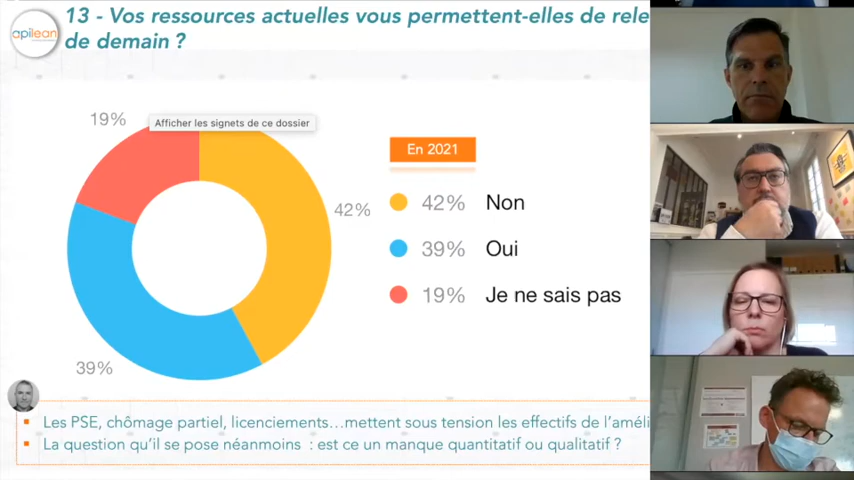 13 - Vos ressources actuelles vous permettent-elles de rele
de demain ?
apilean
19%
Afficher les signets de ce dossier
En 2021
42%
42% Non
39% Oui
19% Je ne sais pas
39%
Les PSE, chômage partiel, licenciements...mettent sous tension les effectifs de l'améli
La question qu'il se pose néanmoins : est ce un manque quantitatif ou qualitatif ?